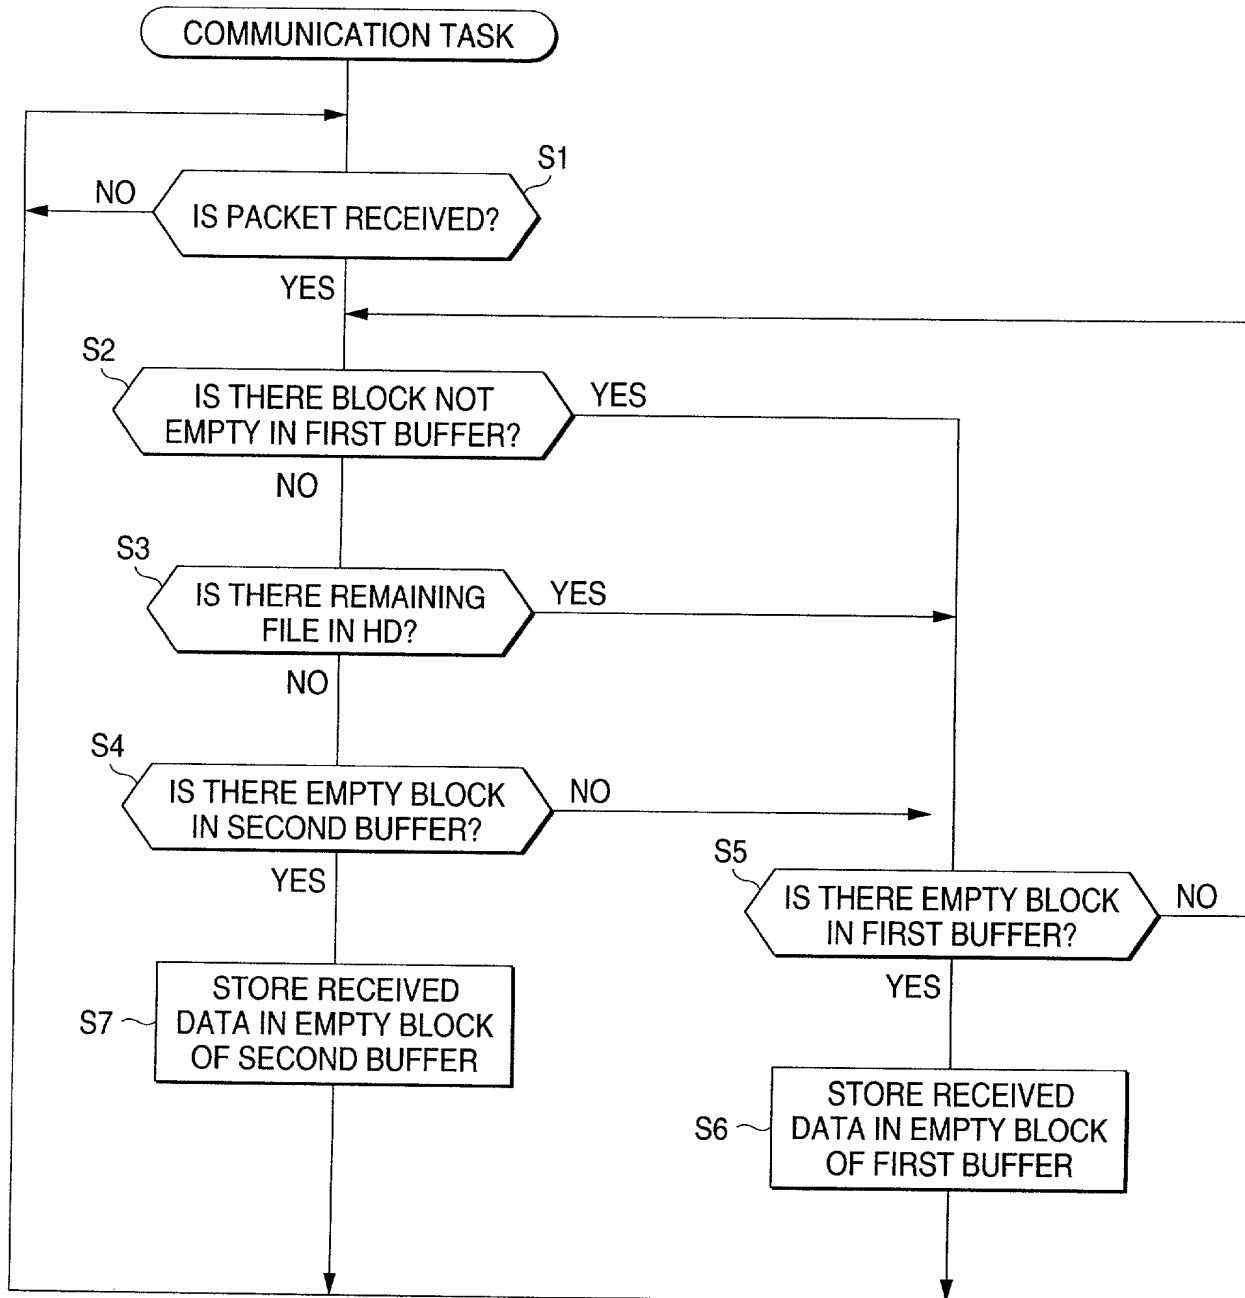 COMMUNICATION TASK
S1
NO
IS PACKET RECEIVED?
YES
S2
IS THERE BLOCK NOT
EMPTY IN FIRST BUFFER?
YES
NO
S3
IS THERE REMAINING
FILE IN HD?
YES
NO
S4
IS THERE EMPTY BLOCK
IN SECOND BUFFER?
NO
YES
S5
IS THERE EMPTY BLOCK
IN FIRST BUFFER?
NO
YES
S7
STORE RECEIVED
DATA IN EMPTY BLOCK
OF SECOND BUFFER
S6
STORE RECEIVED
DATA IN EMPTY BLOCK
OF FIRST BUFFER